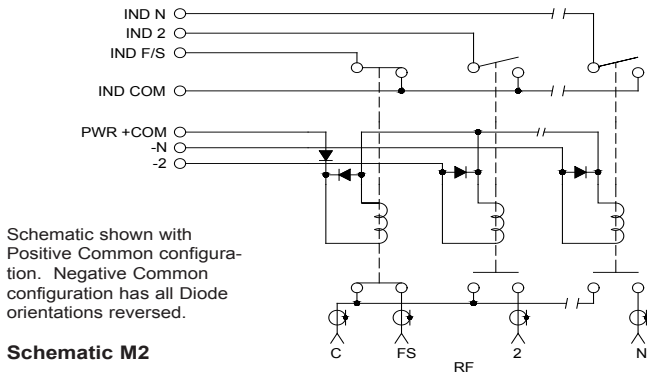 IND N
IND 2
IND F/S
IND COM
PWR +COM
-N
-2
Schematic shown with
Positive Common configura-
tion. Negative Common
configuration has all Diode
orientations reversed.
Schematic M2
C
FS
2
N
RF